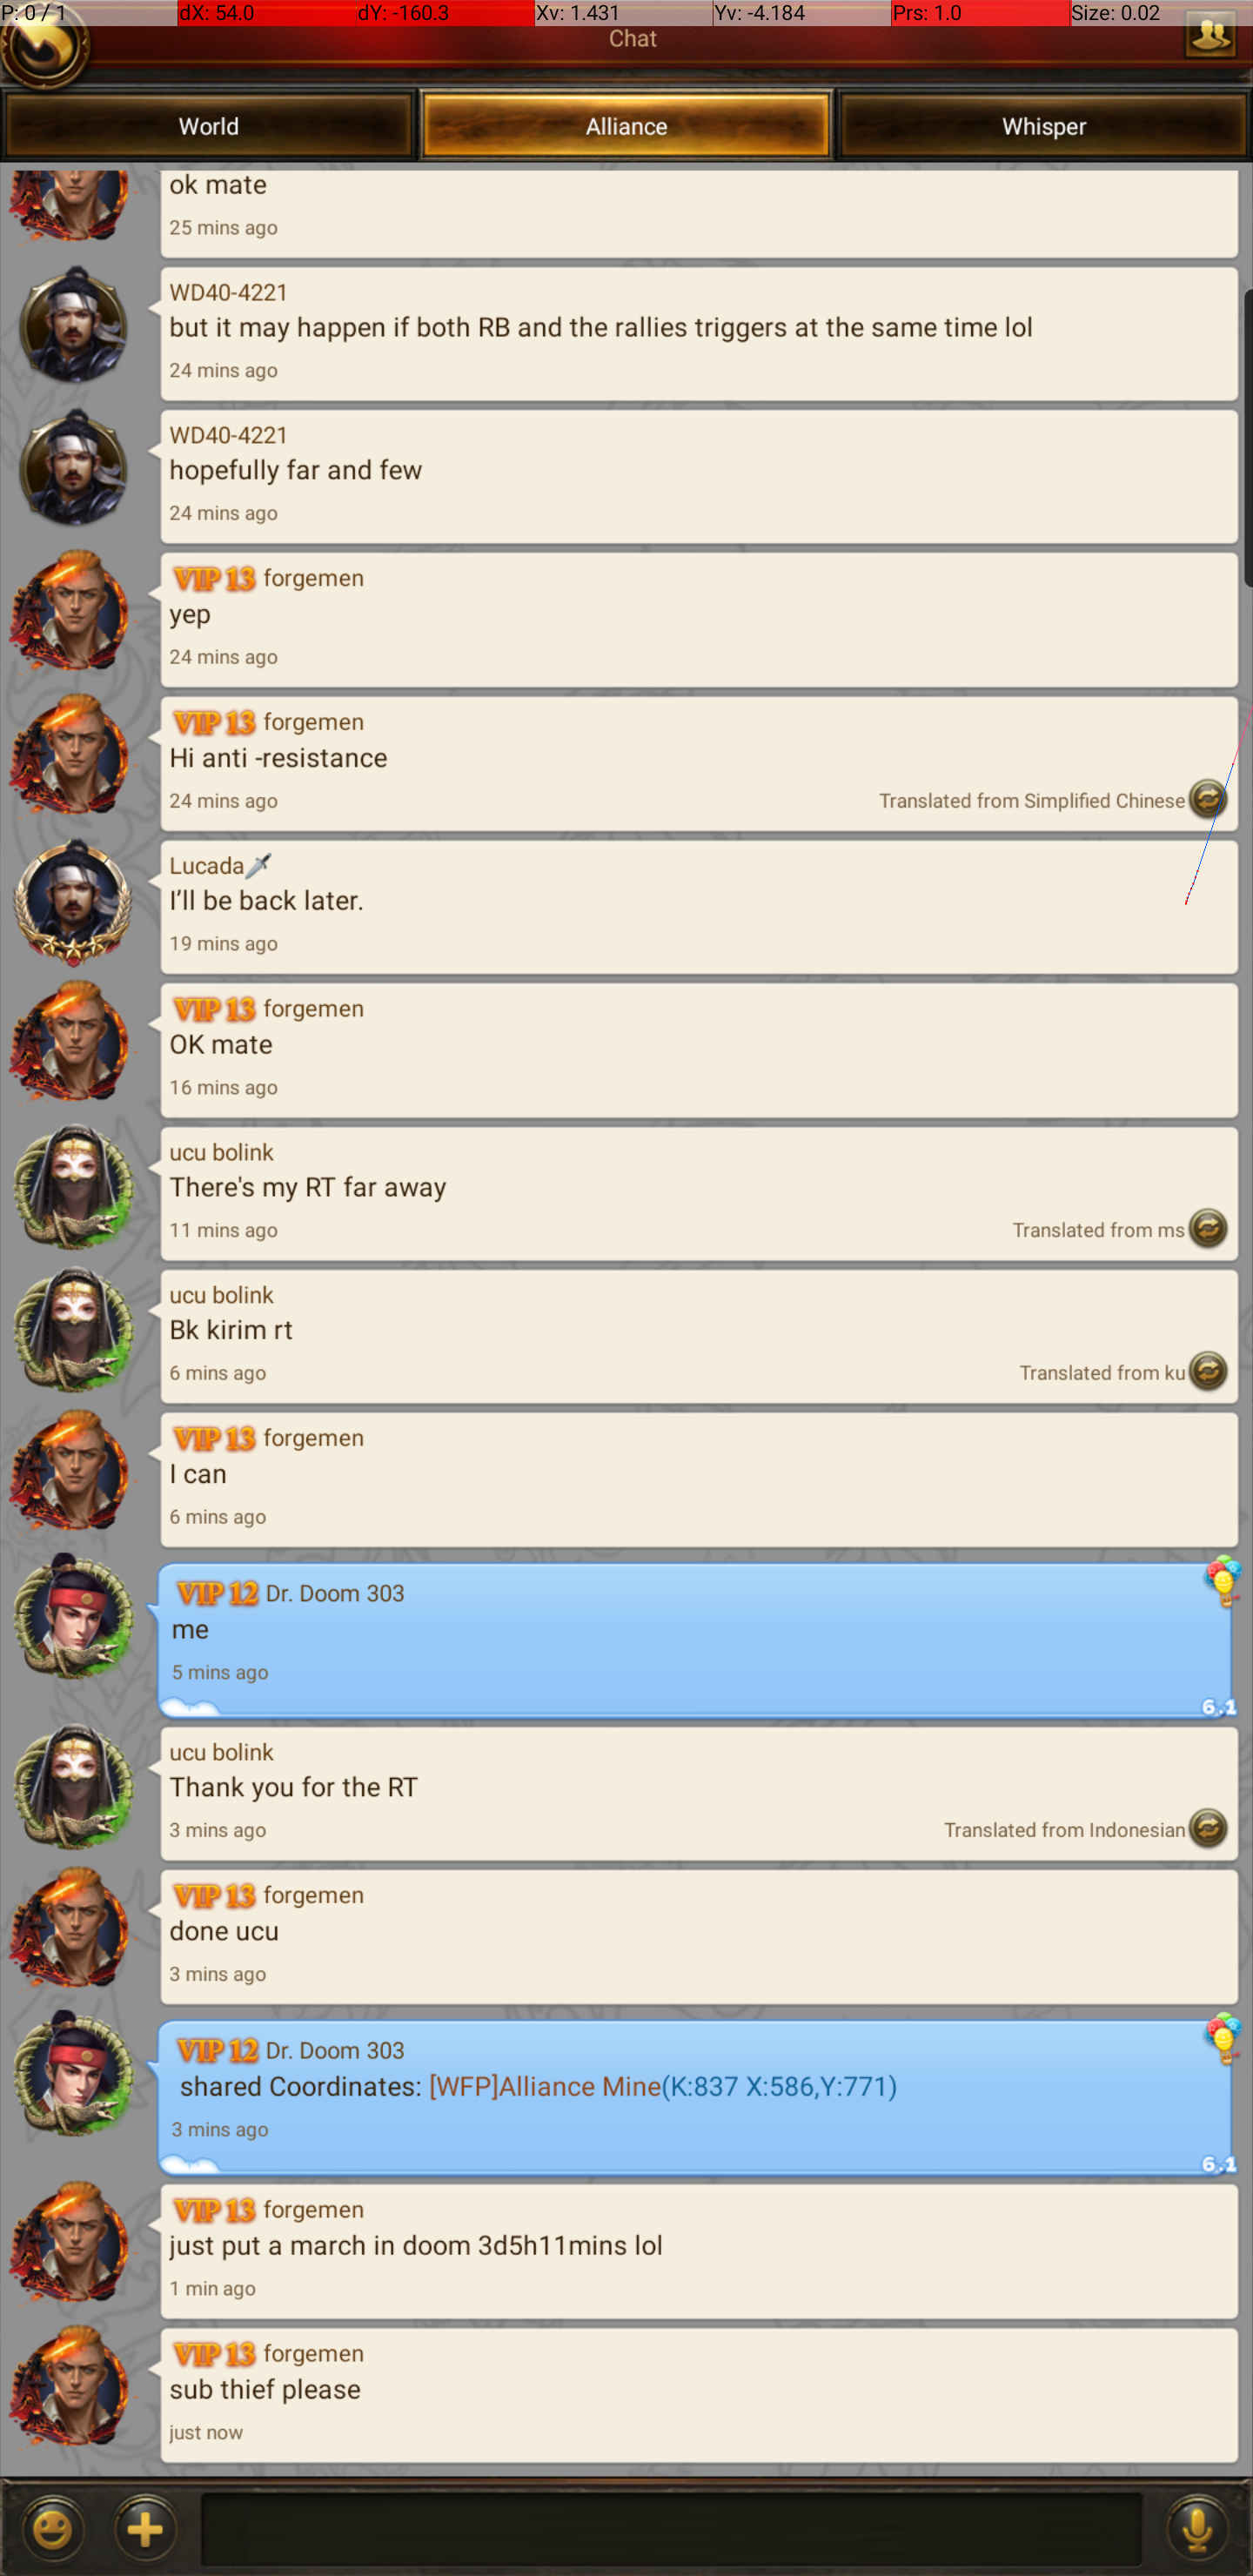 P: 0 / 1 dX: 54.0 dY: -160.3 Xv: 1.431 Yv: -4.184 Prs: 1.0 Size: 0.02
Chat
World Alliance Whisper
ok mate
25 mins ago
WD40-4221
but it may happen if both RB and the rallies triggers at the same time lol
24 mins ago
WD40-4221
hopefully far and few
24 mins ago
VIP 13 forgemen
yep
24 mins ago
VIP 13 forgemen
Hi anti -resistance
24 mins ago Translated from Simplified Chinese
Lucada🗡
I'll be back later.
19 mins ago
VIP 13 forgemen
OK mate
16 mins ago
ucu bolink
There's my RT far away
11 mins ago Translated from ms
ucu bolink
Bk kirim rt
6 mins ago Translated from ku
VIP 13 forgemen
I can
6 mins ago
VIP 12 Dr. Doom 303
me
5 mins ago
6.1
ucu bolink
Thank you for the RT
3 mins ago Translated from Indonesian
VIP 13 forgemen
done ucu
3 mins ago
VIP 12 Dr. Doom 303
shared Coordinates: [WFP]Alliance Mine(K:837 X:586,Y:771)
3 mins ago
6.1
VIP 13 forgemen
just put a march in doom 3d5h11mins lol
1 min ago
VIP 13 forgemen
sub thief please
just now